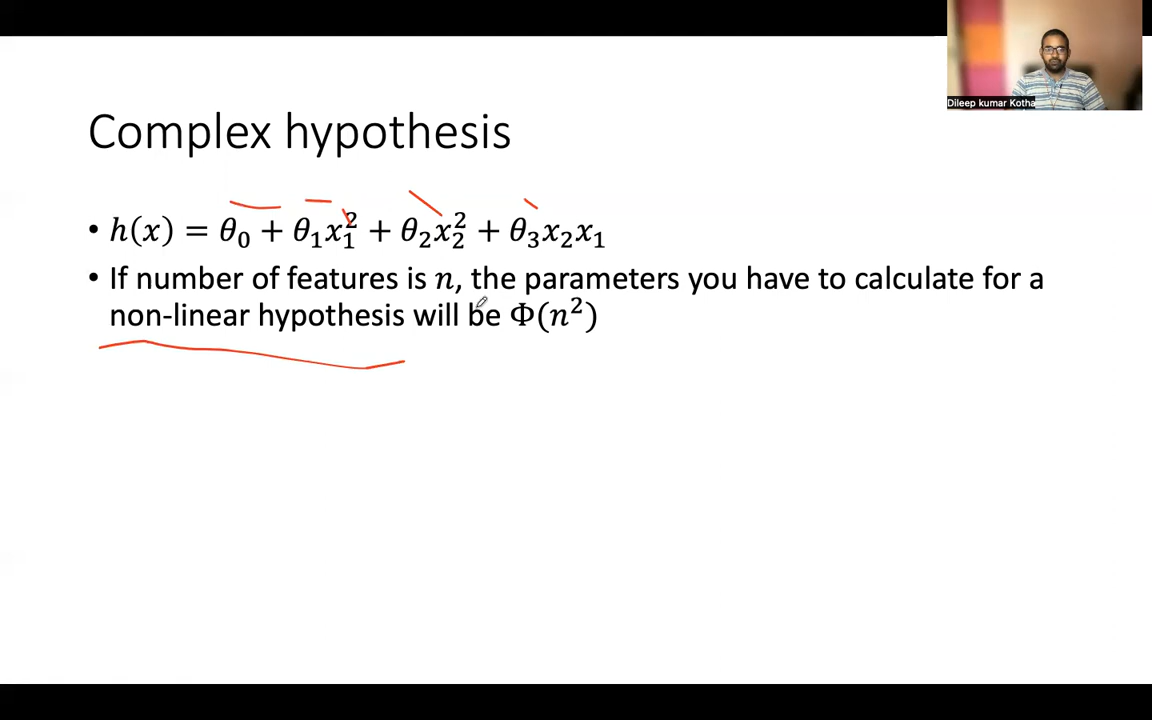 Dileep kumar Kotha
Complex hypothesis
• h(x) = θ₀ + θ₁x₁² + θ₂x₂² + θ₃x₂x₁
• If number of features is n, the parameters you have to calculate for a
non-linear hypothesis will be Φ(n²)